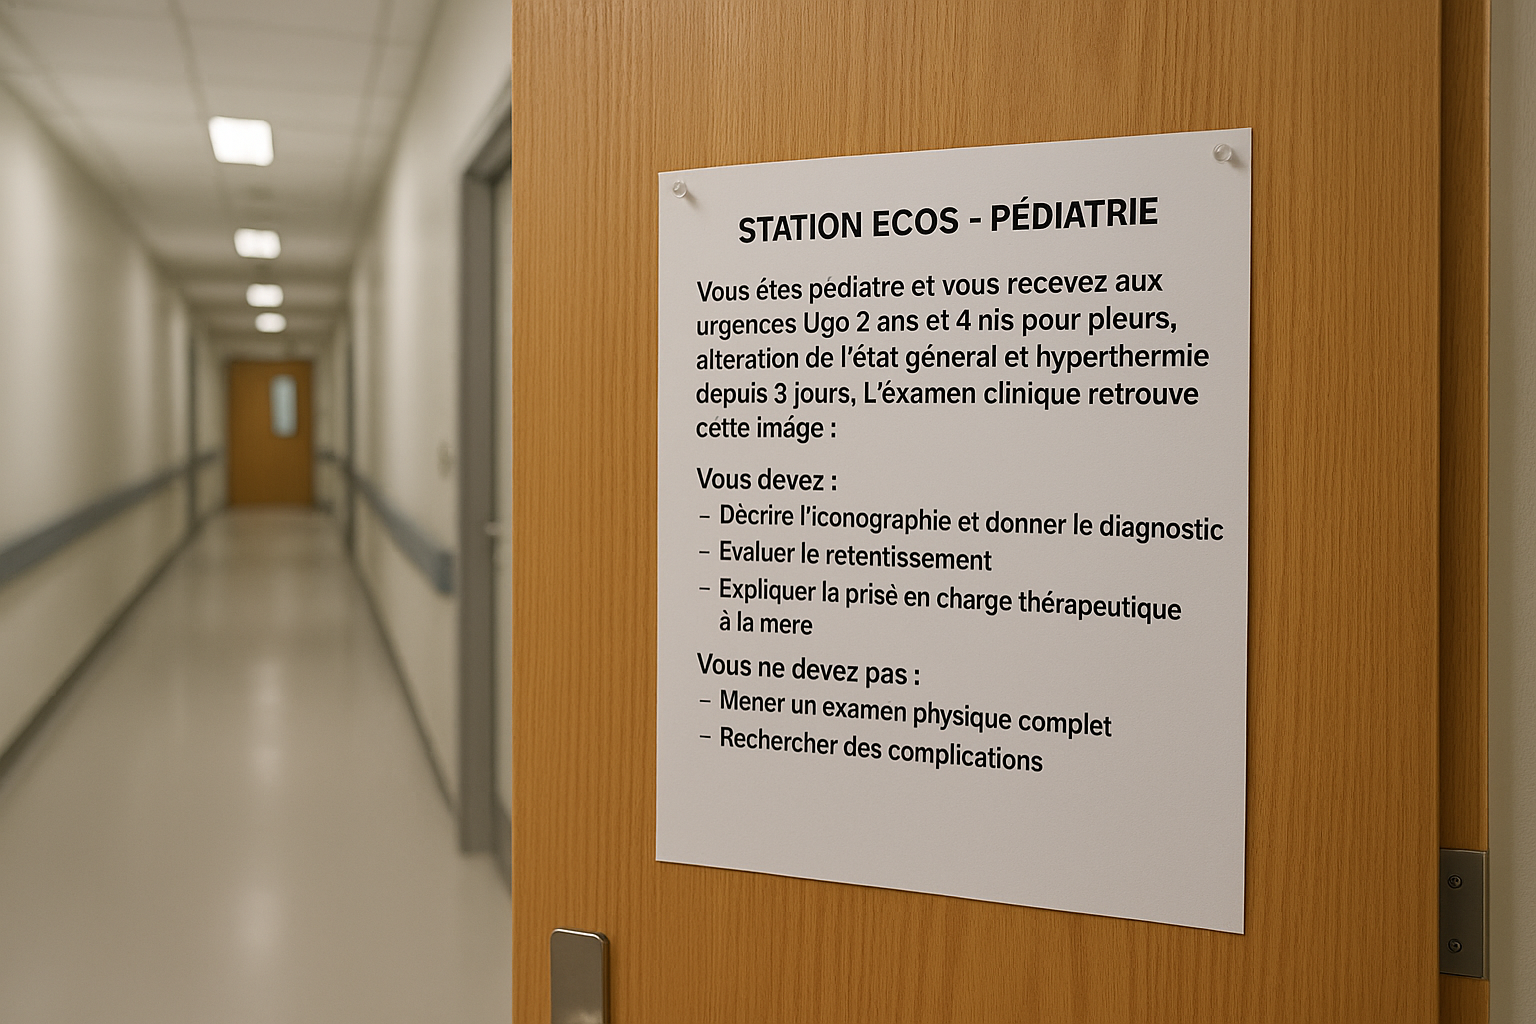 STATION ECOS - PÉDIATRIE
Vous étes pédiatre et vous recevez aux
urgences Ugo 2 ans et 4 nis pour pleurs,
alteration de l'état géneral et hyperthermie
depuis 3 jours, L'éxamen clinique retrouve
cétte imáge :
Vous devez :
– Dècrire l'iconographie et donner le diagnostic
– Evaluer le retentissement
– Expliquer la prisè en charge thérapeutique
à la mere
Vous ne devez pas :
– Mener un examen physique complet
– Rechercher des complications